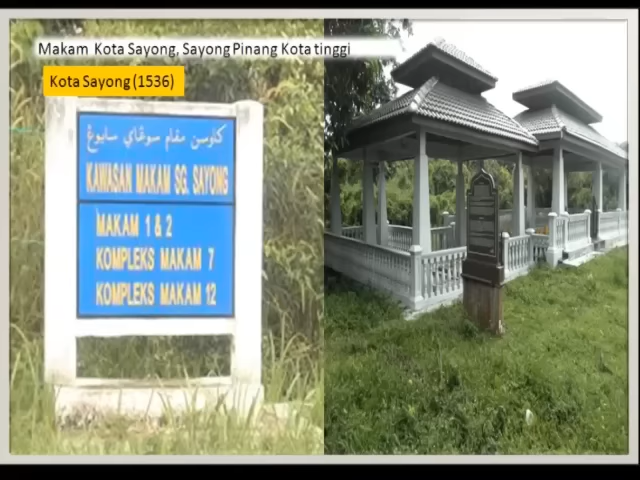 Makam Kota Sayong, Sayong Pinang Kota tinggi
Kota Sayong (1536)
كاوسن مقام سوڠاي سايوڠ
KAWASAN MAKAM SG. SAYONG
MAKAM 1 & 2
KOMPLEKS MAKAM 7
KOMPLEKS MAKAM 12